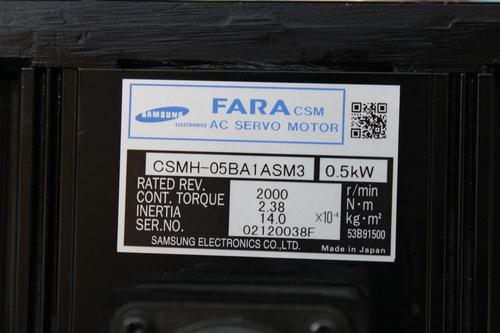 SAMSUNG
ELECTRONICS
FARA CSM
AC SERVO MOTOR
CSMH-05BA1ASM3 0.5kW
RATED REV. 2000 r/min
CONT. TORQUE 2.38 N·m
INERTIA 14.0 ×10⁻⁴ kg·m²
SER.NO. 02120038F 53B91500
SAMSUNG ELECTRONICS CO.,LTD. Made in Japan